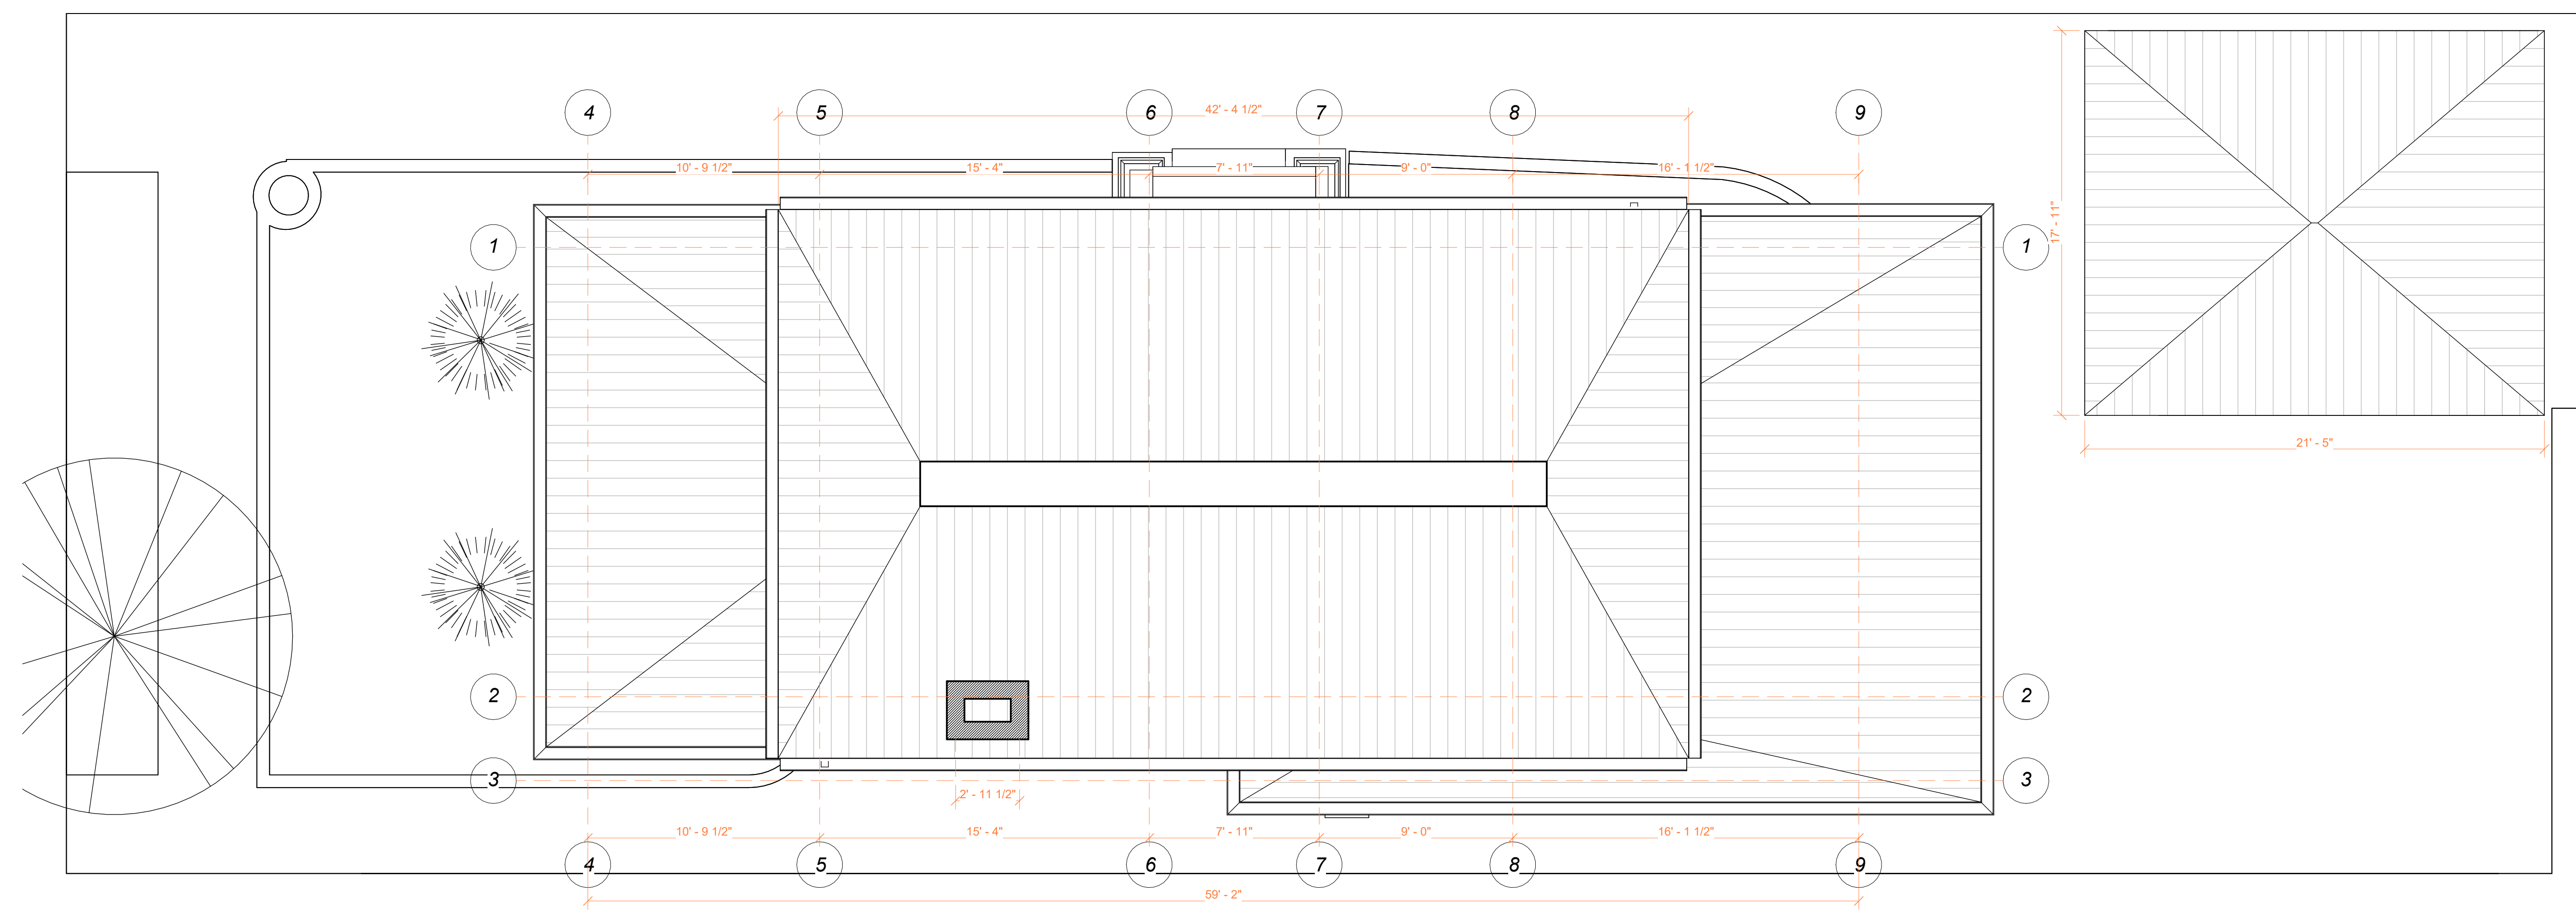 4 5 6 7 8 9
42' - 4 1/2"
10' - 9 1/2" 15' - 4" 7' - 11" 9' - 0" 16' - 1 1/2"
17' - 11"
1 1
21' - 5"
2 2
3 3
2' - 11 1/2"
10' - 9 1/2" 15' - 4" 7' - 11" 9' - 0" 16' - 1 1/2"
4 5 6 7 8 9
59' - 2"